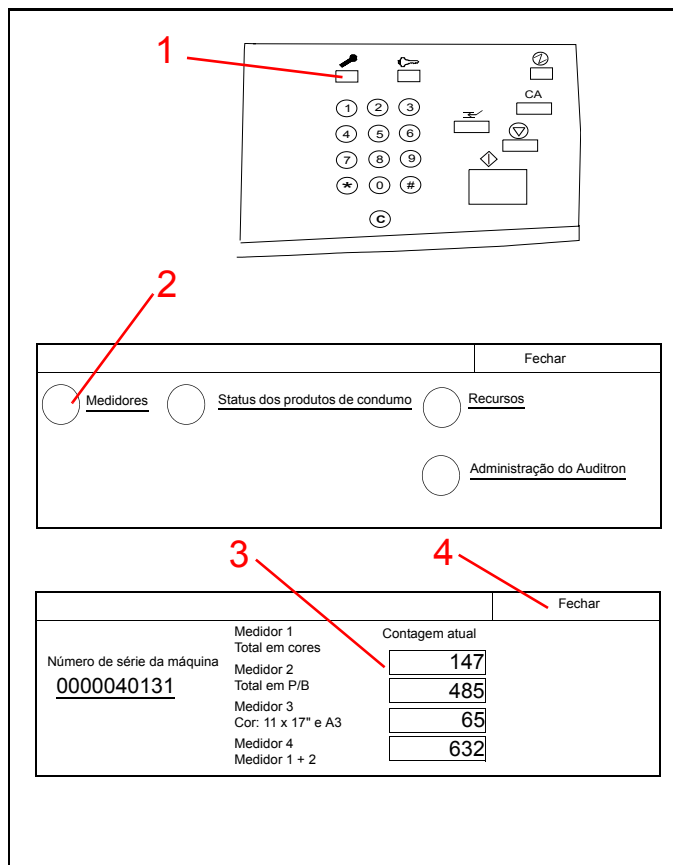 1
CA
1 2 3
4 5 6
7 8 9
* 0 #
C
2
Fechar
Medidores
Status dos produtos de condumo
Recursos
Administração do Auditron
3
4
Fechar
Número de série da máquina
0000040131
Medidor 1
Total em cores
Medidor 2
Total em P/B
Medidor 3
Cor: 11 x 17" e A3
Medidor 4
Medidor 1 + 2
Contagem atual
147
485
65
632